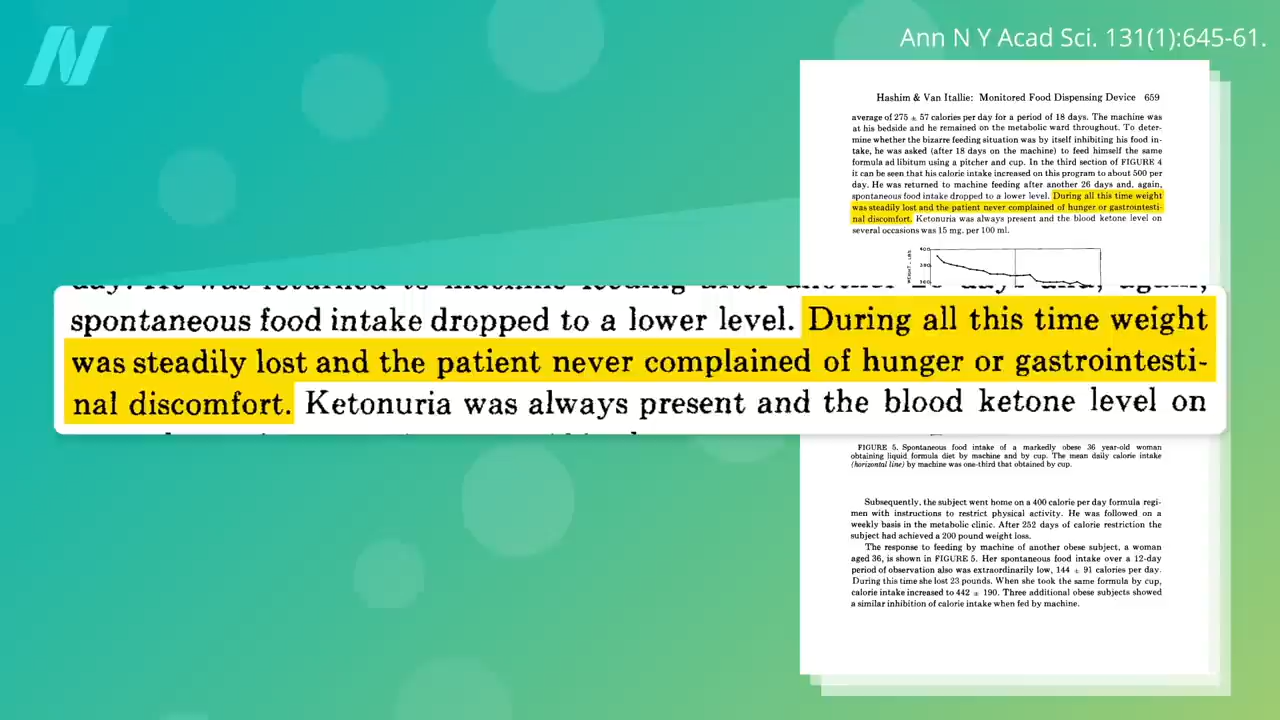 N
Ann N Y Acad Sci. 131(1):645-61.
Hashim & Van Itallie: Monitored Food Dispensing Device 659
average of 275 ± 57 calories per day for a period of 18 days. The machine was
at his bedside and he remained on the metabolic ward throughout. To deter-
mine whether the bizarre feeding situation was by itself inhibiting his food in-
take, he was asked (after 18 days on the machine) to feed himself the same
formula ad libitum using a pitcher and cup. In the third section of FIGURE 4
it can be seen that his calorie intake increased on this program to about 500 per
day. He was returned to machine feeding after another 26 days and, again,
spontaneous food intake dropped to a lower level. During all this time weight
was steadily lost and the patient never complained of hunger or gastrointesti-
nal discomfort. Ketonuria was always present and the blood ketone level on
several occasions was 15 mg. per 100 ml.
400
spontaneous food intake dropped to a lower level. During all this time weight
was steadily lost and the patient never complained of hunger or gastrointesti-
nal discomfort. Ketonuria was always present and the blood ketone level on
FIGURE 5. Spontaneous food intake of a markedly obese 36 year-old woman
obtaining liquid formula diet by machine and by cup. The mean daily calorie intake
(horizontal line) by machine was one-third that obtained by cup.
Subsequently, the subject went home on a 400 calorie per day formula regi-
men with instructions to restrict physical activity. He was followed on a
weekly basis in the metabolic clinic. After 252 days of calorie restriction the
subject had achieved a 200 pound weight loss.
The response to feeding by machine of another obese subject, a woman
aged 36, is shown in FIGURE 5. Her spontaneous food intake over a 12-day
period of observation also was extraordinarily low, 144 ± 91 calories per day.
During this time she lost 23 pounds. When she took the same formula by cup,
calorie intake increased to 442 ± 190. Three additional obese subjects showed
a similar inhibition of calorie intake when fed by machine.